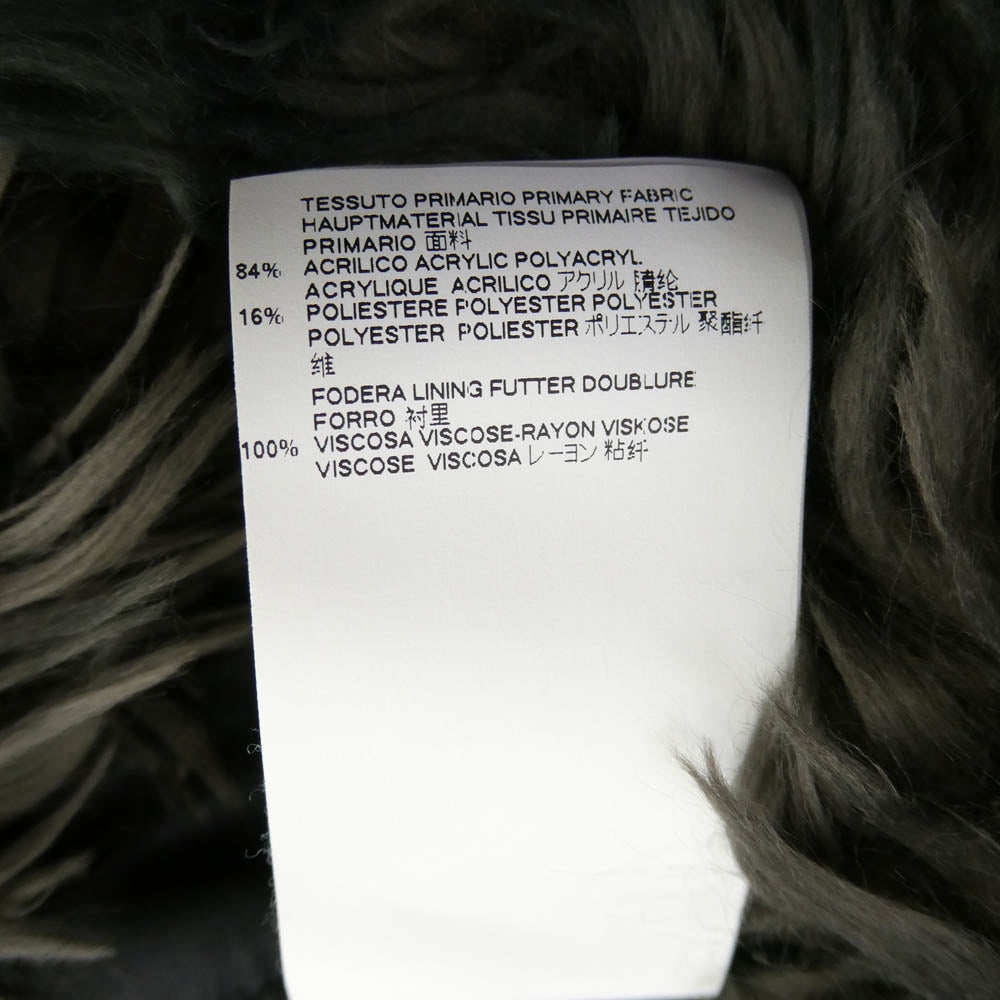 TESSUTO PRIMARIO PRIMARY FABRIC
HAUPTMATERIAL TISSU PRIMAIRE TEJIDO
PRIMARIO 面料
84% ACRILICO ACRYLIC POLYACRYL
ACRYLIQUE ACRILICO アクリル 腈纶
16% POLIESTERE POLYESTER POLYESTER
POLYESTER POLIESTER ポリエステル 聚酯纤
维
FODERA LINING FUTTER DOUBLURE
FORRO 衬里
100% VISCOSA VISCOSE-RAYON VISKOSE
VISCOSE VISCOSA レーヨン 粘纤